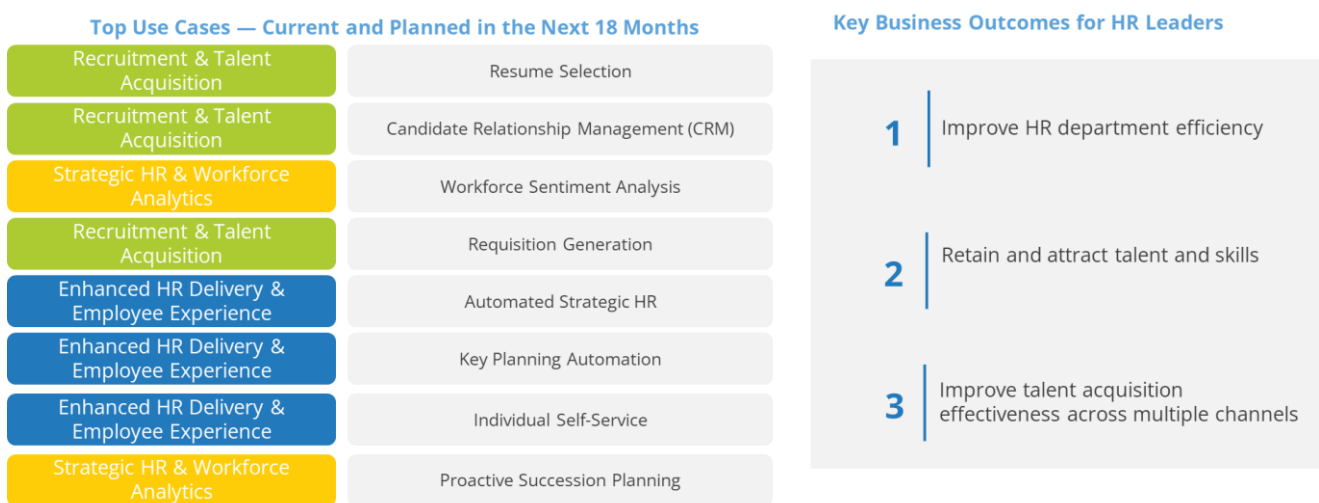 Top Use Cases — Current and Planned in the Next 18 Months
Recruitment & Talent
Acquisition
Resume Selection
Recruitment & Talent
Acquisition
Candidate Relationship Management (CRM)
Strategic HR & Workforce
Analytics
Workforce Sentiment Analysis
Recruitment & Talent
Acquisition
Requisition Generation
Enhanced HR Delivery &
Employee Experience
Automated Strategic HR
Enhanced HR Delivery &
Employee Experience
Key Planning Automation
Enhanced HR Delivery &
Employee Experience
Individual Self-Service
Strategic HR & Workforce
Analytics
Proactive Succession Planning
Key Business Outcomes for HR Leaders
1
Improve HR department efficiency
2
Retain and attract talent and skills
3
Improve talent acquisition
effectiveness across multiple channels